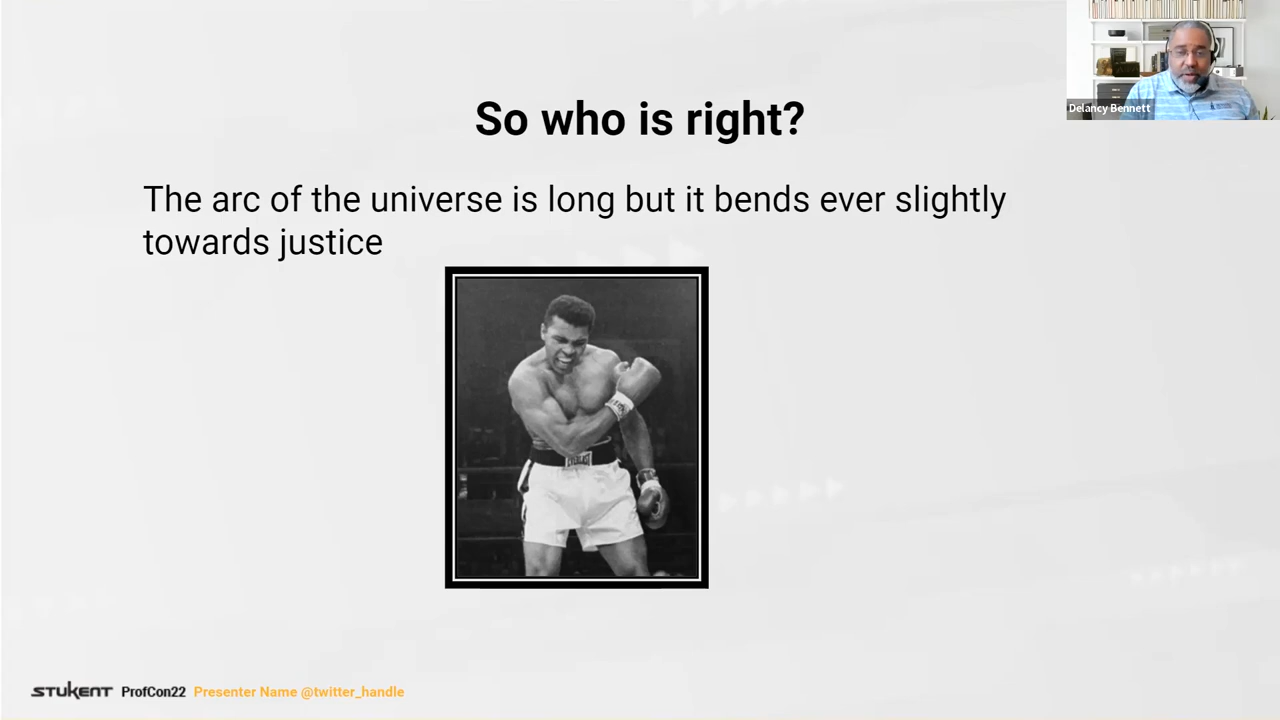 Delancy Bennett
So who is right?
The arc of the universe is long but it bends ever slightly
towards justice
EVERLAST
STUKENT ProfCon22 Presenter Name @twitter_handle